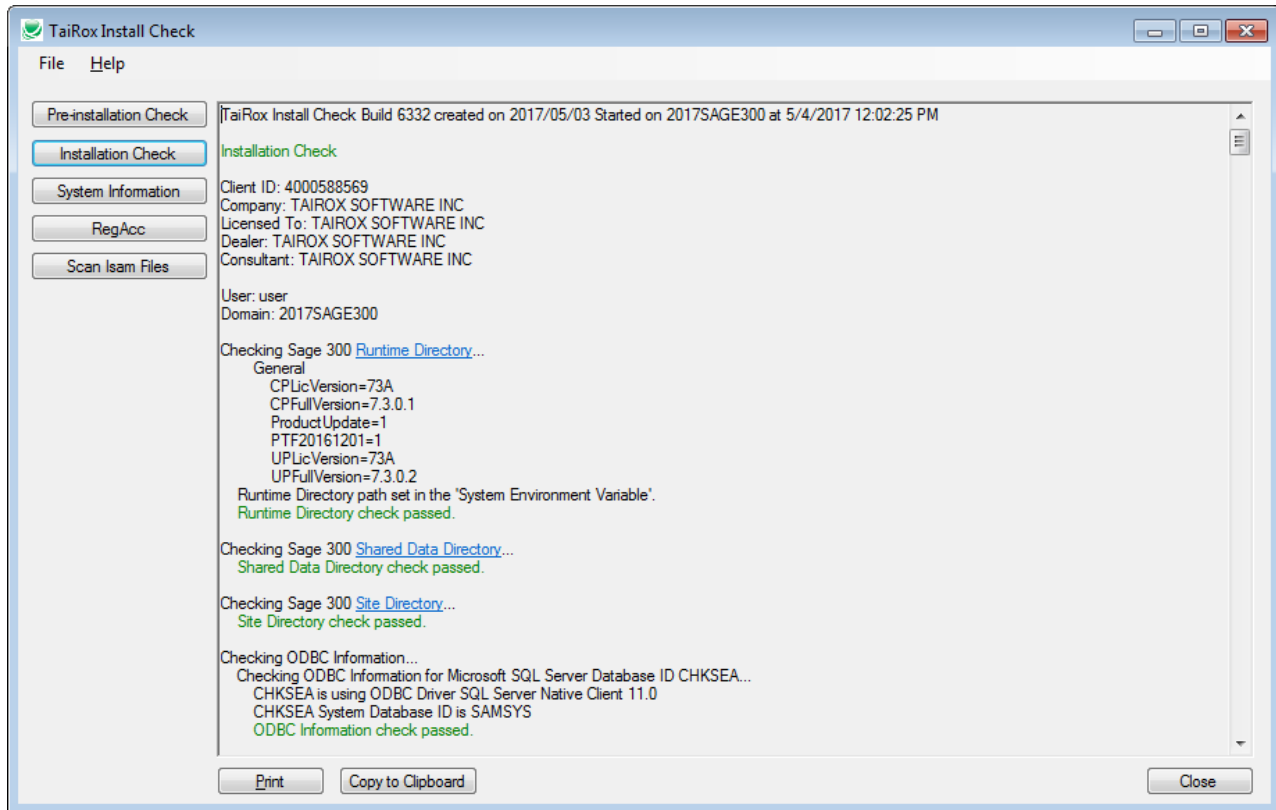 TaiRox Install Check
File Help
Pre-installation Check
Installation Check
System Information
RegAcc
Scan Isam Files
TaiRox Install Check Build 6332 created on 2017/05/03 Started on 2017SAGE300 at 5/4/2017 12:02:25 PM
Installation Check
Client ID: 4000588569
Company: TAIROX SOFTWARE INC
Licensed To: TAIROX SOFTWARE INC
Dealer: TAIROX SOFTWARE INC
Consultant: TAIROX SOFTWARE INC
User: user
Domain: 2017SAGE300
Checking Sage 300 Runtime Directory...
General
CPLicVersion=73A
CPFullVersion=7.3.0.1
ProductUpdate=1
PTF20161201=1
UPLicVersion=73A
UPFullVersion=7.3.0.2
Runtime Directory path set in the 'System Environment Variable'.
Runtime Directory check passed.
Checking Sage 300 Shared Data Directory...
Shared Data Directory check passed.
Checking Sage 300 Site Directory...
Site Directory check passed.
Checking ODBC Information...
Checking ODBC Information for Microsoft SQL Server Database ID CHKSEA...
CHKSEA is using ODBC Driver SQL Server Native Client 11.0
CHKSEA System Database ID is SAMSYS
ODBC Information check passed.
Print
Copy to Clipboard
Close